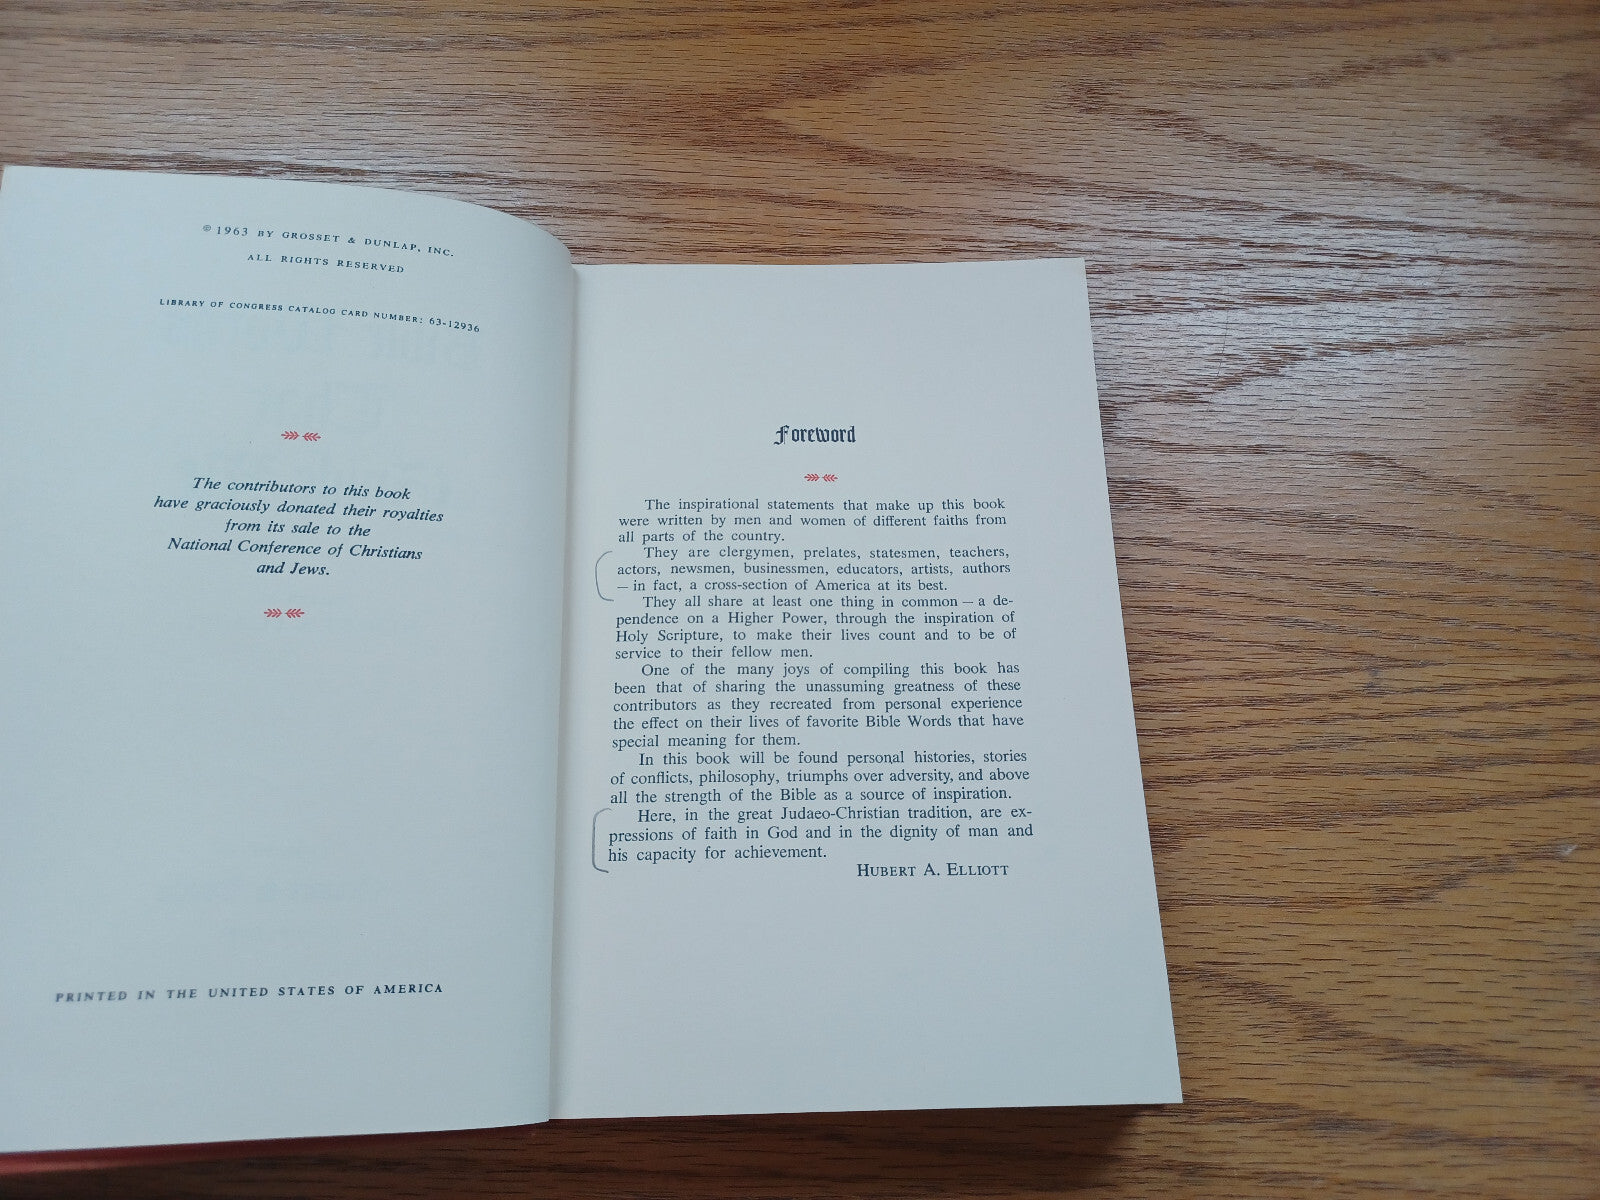 © 1963 BY GROSSET & DUNLAP, INC.
ALL RIGHTS RESERVED
LIBRARY OF CONGRESS CATALOG CARD NUMBER: 63-12936
The contributors to this book
have graciously donated their royalties
from its sale to the
National Conference of Christians
and Jews.
PRINTED IN THE UNITED STATES OF AMERICA
Foreword
The inspirational statements that make up this book
were written by men and women of different faiths from
all parts of the country.
They are clergymen, prelates, statesmen, teachers,
actors, newsmen, businessmen, educators, artists, authors
— in fact, a cross-section of America at its best.
They all share at least one thing in common — a de-
pendence on a Higher Power, through the inspiration of
Holy Scripture, to make their lives count and to be of
service to their fellow men.
One of the many joys of compiling this book has
been that of sharing the unassuming greatness of these
contributors as they recreated from personal experience
the effect on their lives of favorite Bible Words that have
special meaning for them.
In this book will be found personal histories, stories
of conflicts, philosophy, triumphs over adversity, and above
all the strength of the Bible as a source of inspiration.
Here, in the great Judaeo-Christian tradition, are ex-
pressions of faith in God and in the dignity of man and
his capacity for achievement.
HUBERT A. ELLIOTT